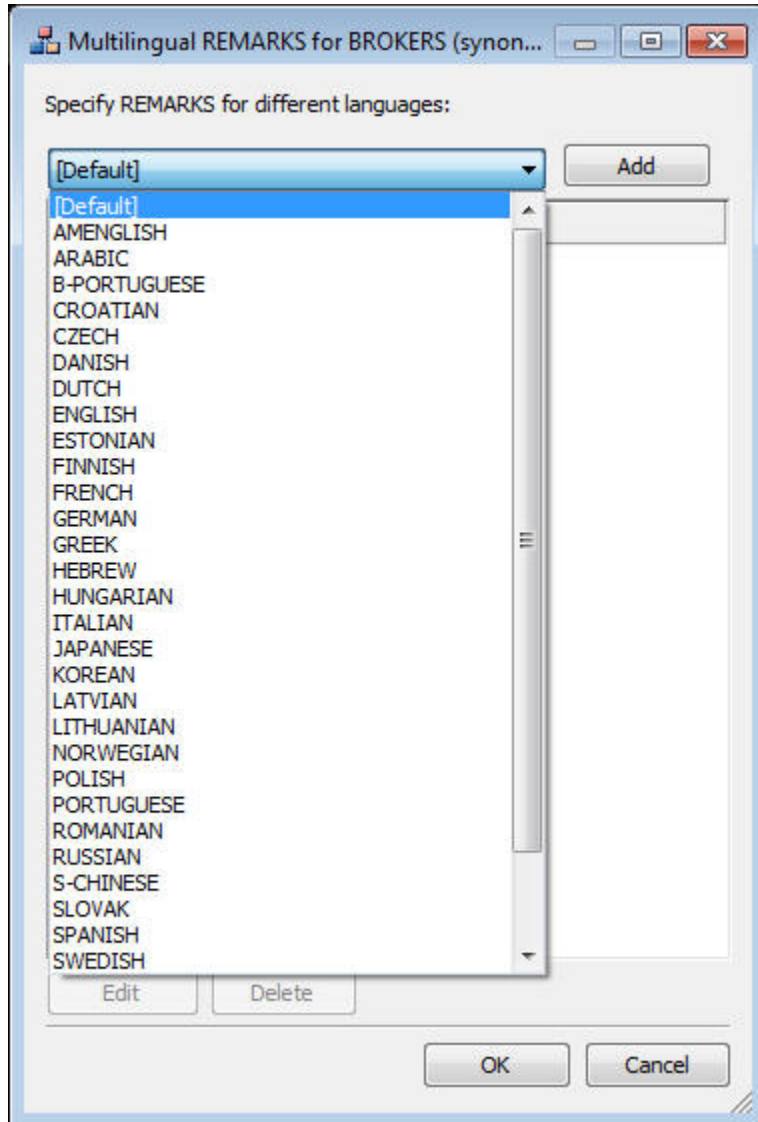 Multilingual REMARKS for BROKERS (synon...
Specify REMARKS for different languages:
[Default]
Add
[Default]
AMENGLISH
ARABIC
B-PORTUGUESE
CROATIAN
CZECH
DANISH
DUTCH
ENGLISH
ESTONIAN
FINNISH
FRENCH
GERMAN
GREEK
HEBREW
HUNGARIAN
ITALIAN
JAPANESE
KOREAN
LATVIAN
LITHUANIAN
NORWEGIAN
POLISH
PORTUGUESE
ROMANIAN
RUSSIAN
S-CHINESE
SLOVAK
SPANISH
SWEDISH
Edit
Delete
OK
Cancel